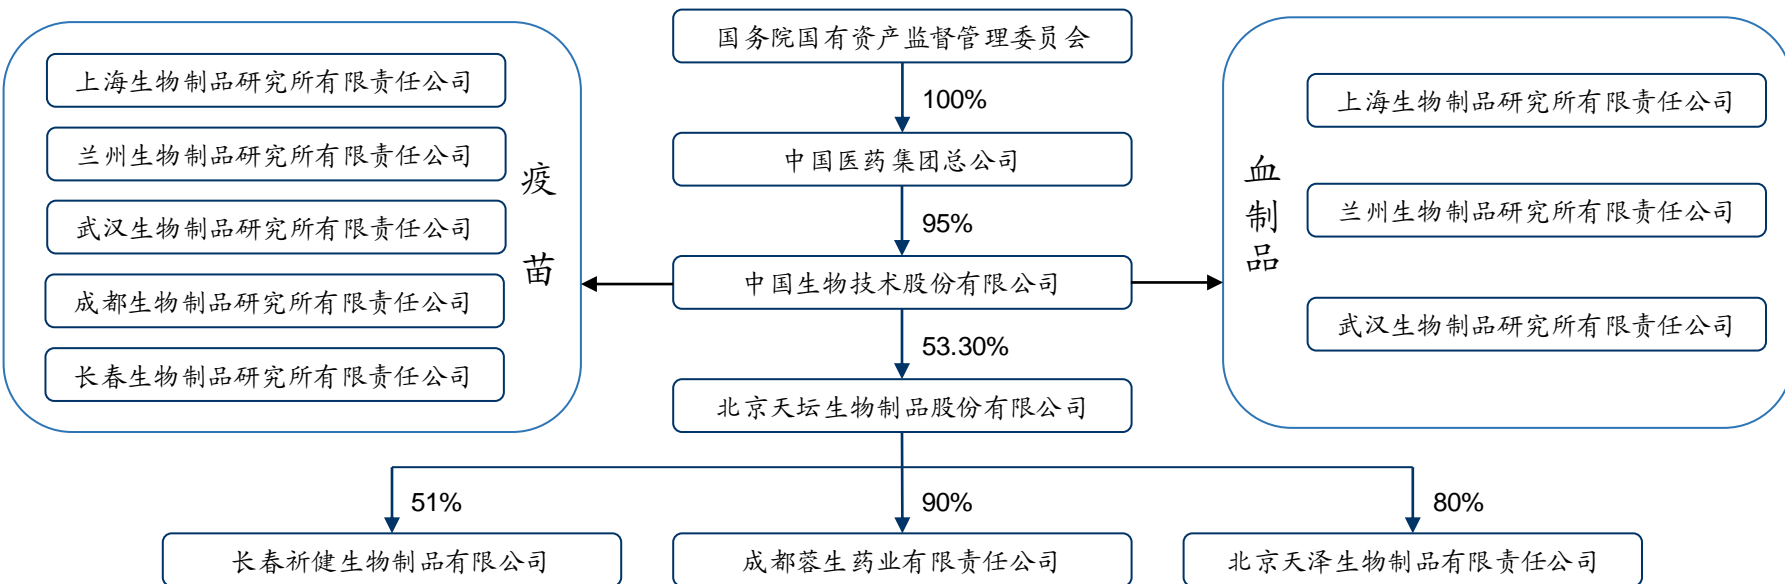 国务院国有资产监督管理委员会
100%
中国医药集团总公司
95%
中国生物技术股份有限公司
53.30%
北京天坛生物制品股份有限公司
51%
90%
80%
长春祈健生物制品有限公司
成都蓉生药业有限责任公司
北京天泽生物制品有限责任公司
疫苗
上海生物制品研究所有限责任公司
兰州生物制品研究所有限责任公司
武汉生物制品研究所有限责任公司
成都生物制品研究所有限责任公司
长春生物制品研究所有限责任公司
血制品
上海生物制品研究所有限责任公司
兰州生物制品研究所有限责任公司
武汉生物制品研究所有限责任公司